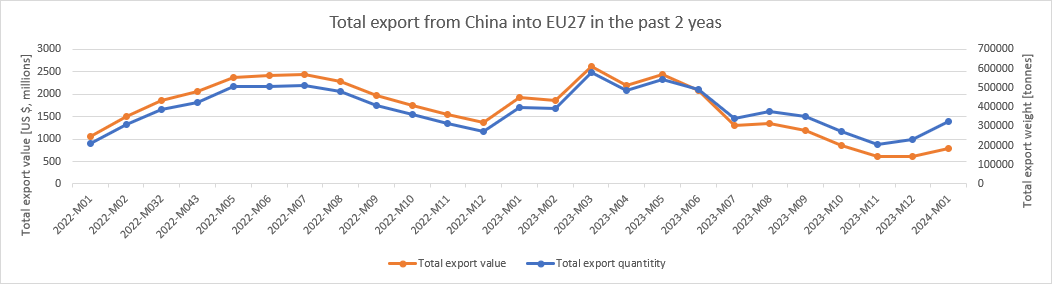 Total export from China into EU27 in the past 2 yeas
Total export value [US $, millions]
3000
2500
2000
1500
1000
500
0
700000
600000
500000
400000
300000
200000
100000
0
Total export weight [tonnes]
2022-M01
2022-M02
2022-M032
2022-M043
2022-M05
2022-M06
2022-M07
2022-M08
2022-M09
2022-M10
2022-M11
2022-M12
2023-M01
2023-M02
2023-M03
2023-M04
2023-M05
2023-M06
2023-M07
2023-M08
2023-M09
2023-M10
2023-M11
2023-M12
2024-M01
Total export value
Total export quantitity